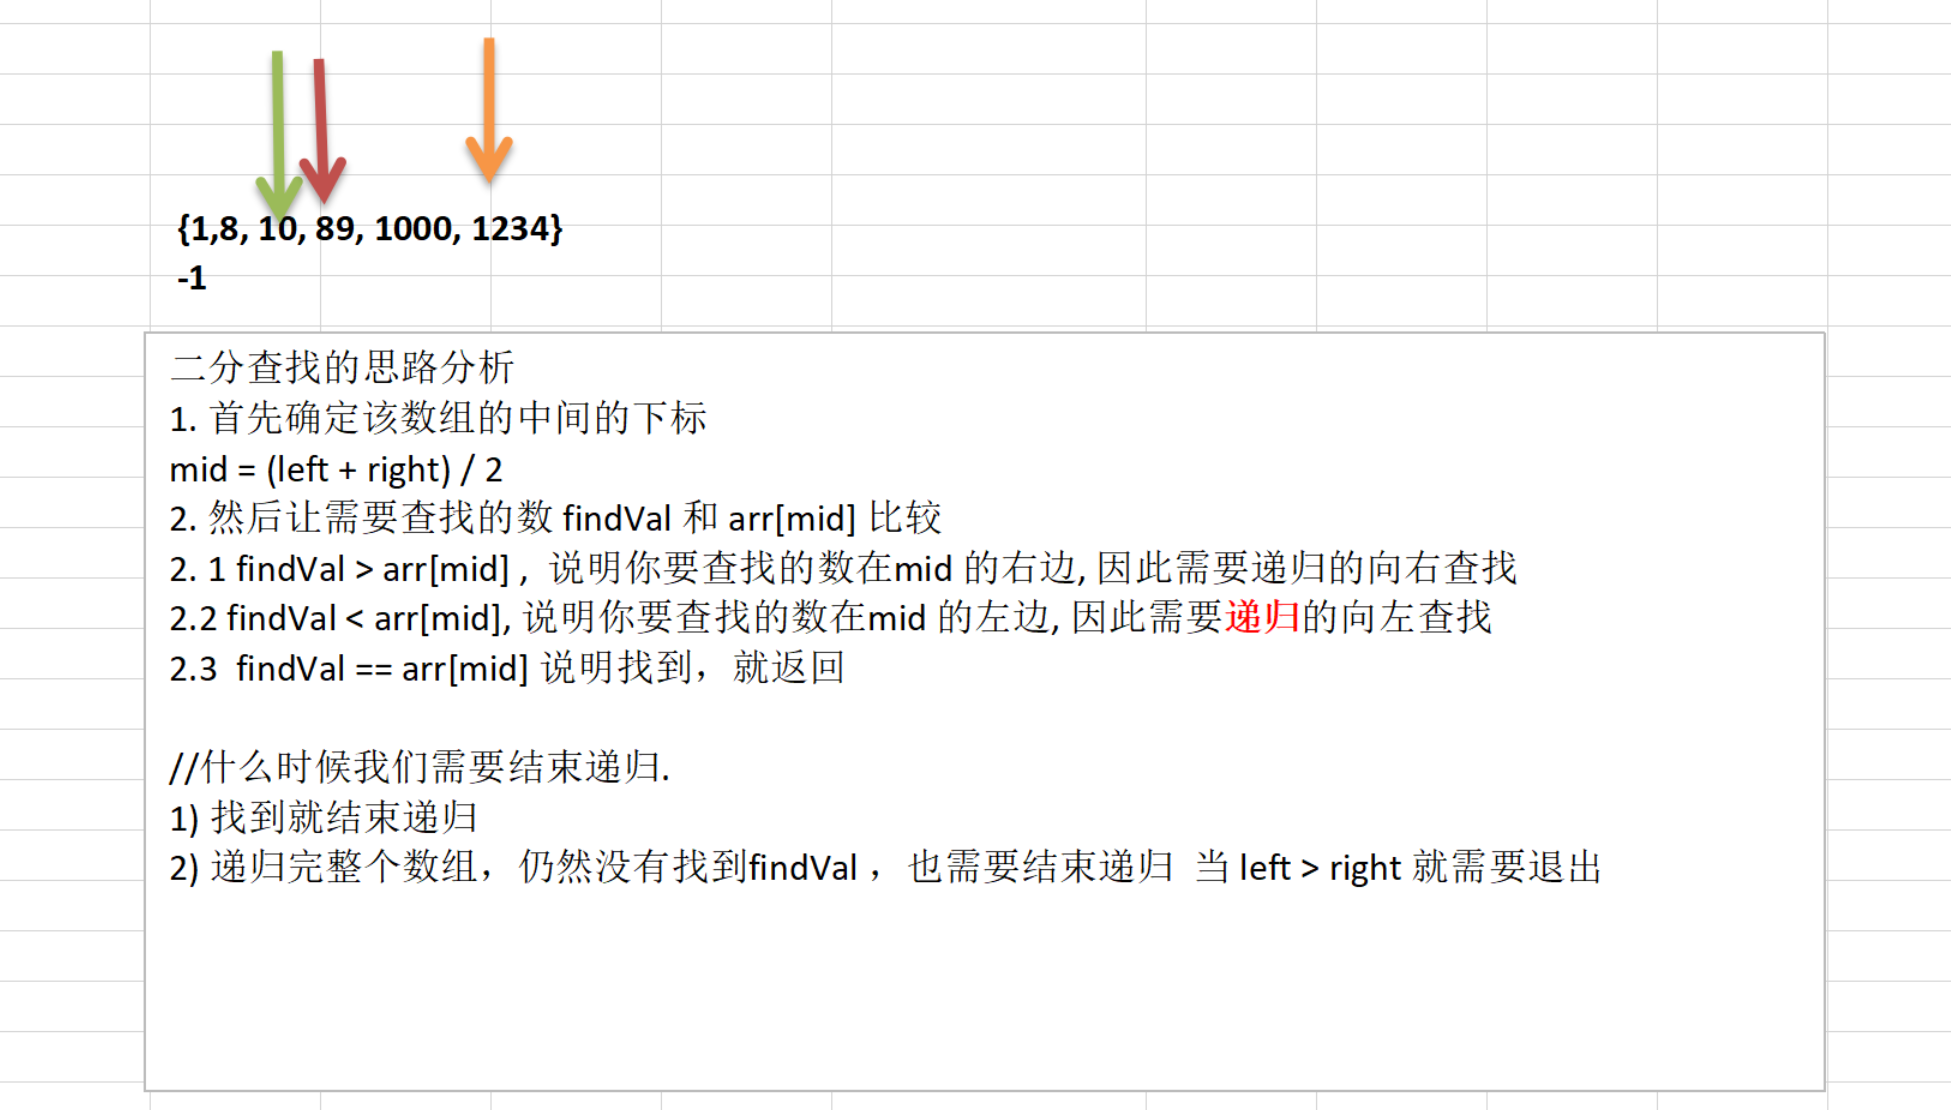 {1,8, 10, 89, 1000, 1234}
-1
二分查找的思路分析
1. 首先确定该数组的中间的下标
mid = (left + right) / 2
2. 然后让需要查找的数 findVal 和 arr[mid] 比较
2. 1 findVal > arr[mid] ,  说明你要查找的数在mid 的右边, 因此需要递归的向右查找
2.2 findVal < arr[mid], 说明你要查找的数在mid 的左边, 因此需要递归的向左查找
2.3  findVal == arr[mid] 说明找到，就返回
//什么时候我们需要结束递归.
1) 找到就结束递归
2) 递归完整个数组，仍然没有找到findVal ，也需要结束递归  当 left > right 就需要退出